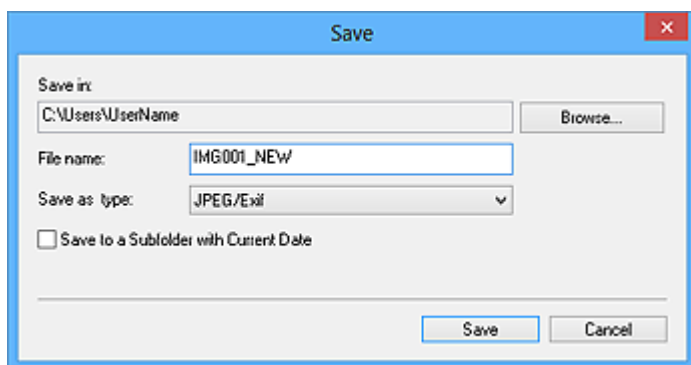 Save
Save in:
C:\Users\UserName
Browse...
File name:
IMG001_NEW
Save as type:
JPEG/Exif
Save to a Subfolder with Current Date
Save
Cancel